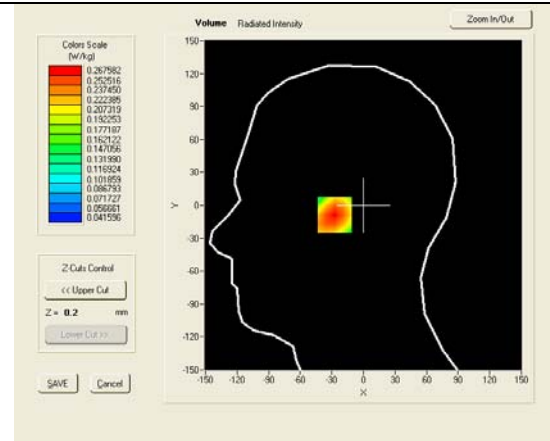 Volume Radiated Intensity
Zoom In/Out
Colors Scale
(W/kg)
0.267582
0.252516
0.237450
0.222385
0.207319
0.192253
0.177187
0.162122
0.147056
0.131990
0.116924
0.101859
0.086793
0.071727
0.056661
0.041596
Z Cuts Control
<< Upper Cut
Z = 0.2 mm
Lower Cut >>
SAVE Cancel
150
120
90
60
30
0
-30
-60
-90
-120
-150
Y
-150 -120 -90 -60 -30 0 30 60 90 120 150
X